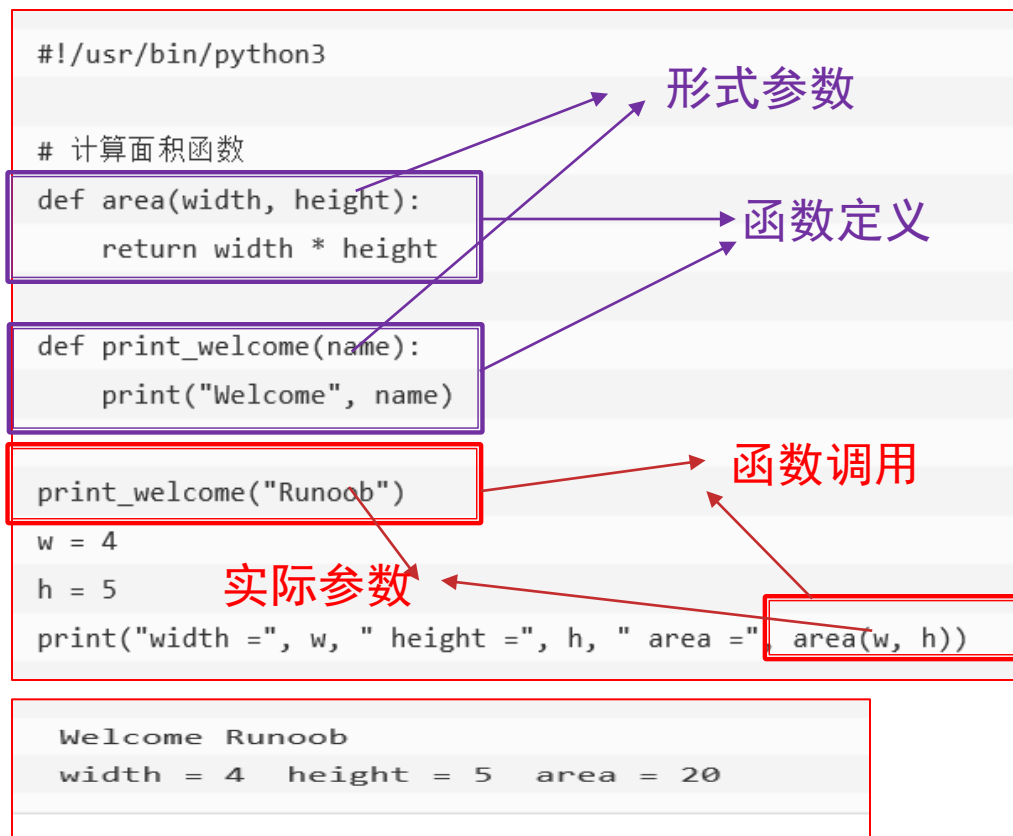 #!/usr/bin/python3
形式参数
# 计算面积函数
def area(width, height):
函数定义
    return width * height
def print_welcome(name):
    print("Welcome", name)
函数调用
print_welcome("Runoob")
w = 4
h = 5
实际参数
print("width =", w, " height =", h, " area =", area(w, h))
Welcome Runoob
width = 4  height = 5  area = 20